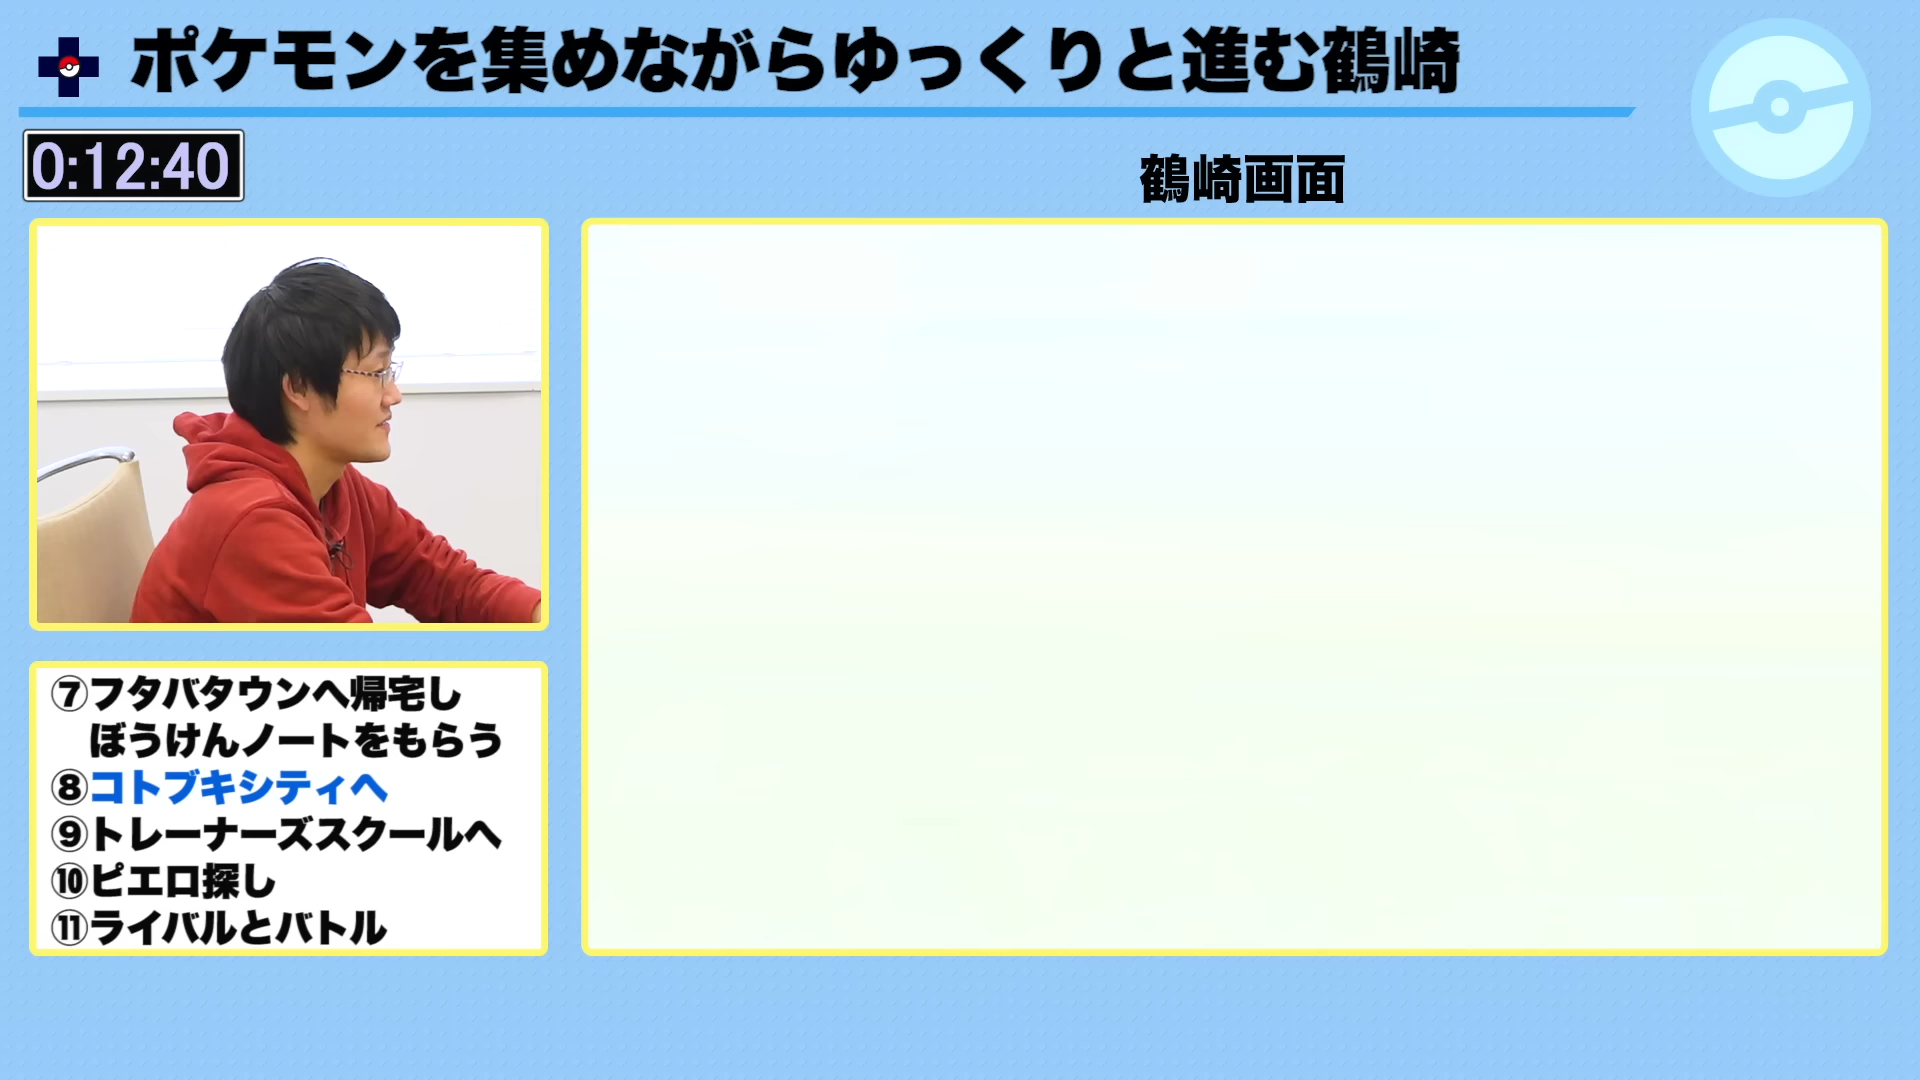 ポケモンを集めながらゆっくりと進む鶴崎
0:12:40
鶴崎画面
⑦フタバタウンへ帰宅し
ぼうけんノートをもらう
⑧コトブキシティへ
⑨トレーナーズスクールへ
⑩ピエロ探し
⑪ライバルとバトル